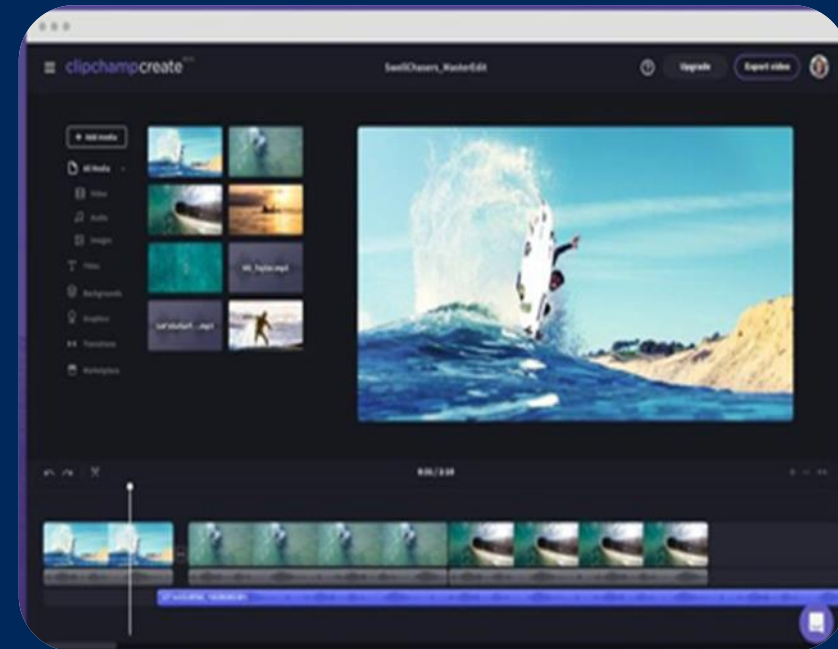 clipchampcreate
SwellChasers_MasterEdit
Upgrade
Export video
+ Add media
All Media
Video
Audio
Images
Titles
Backgrounds
Graphics
Transitions
Marketplace